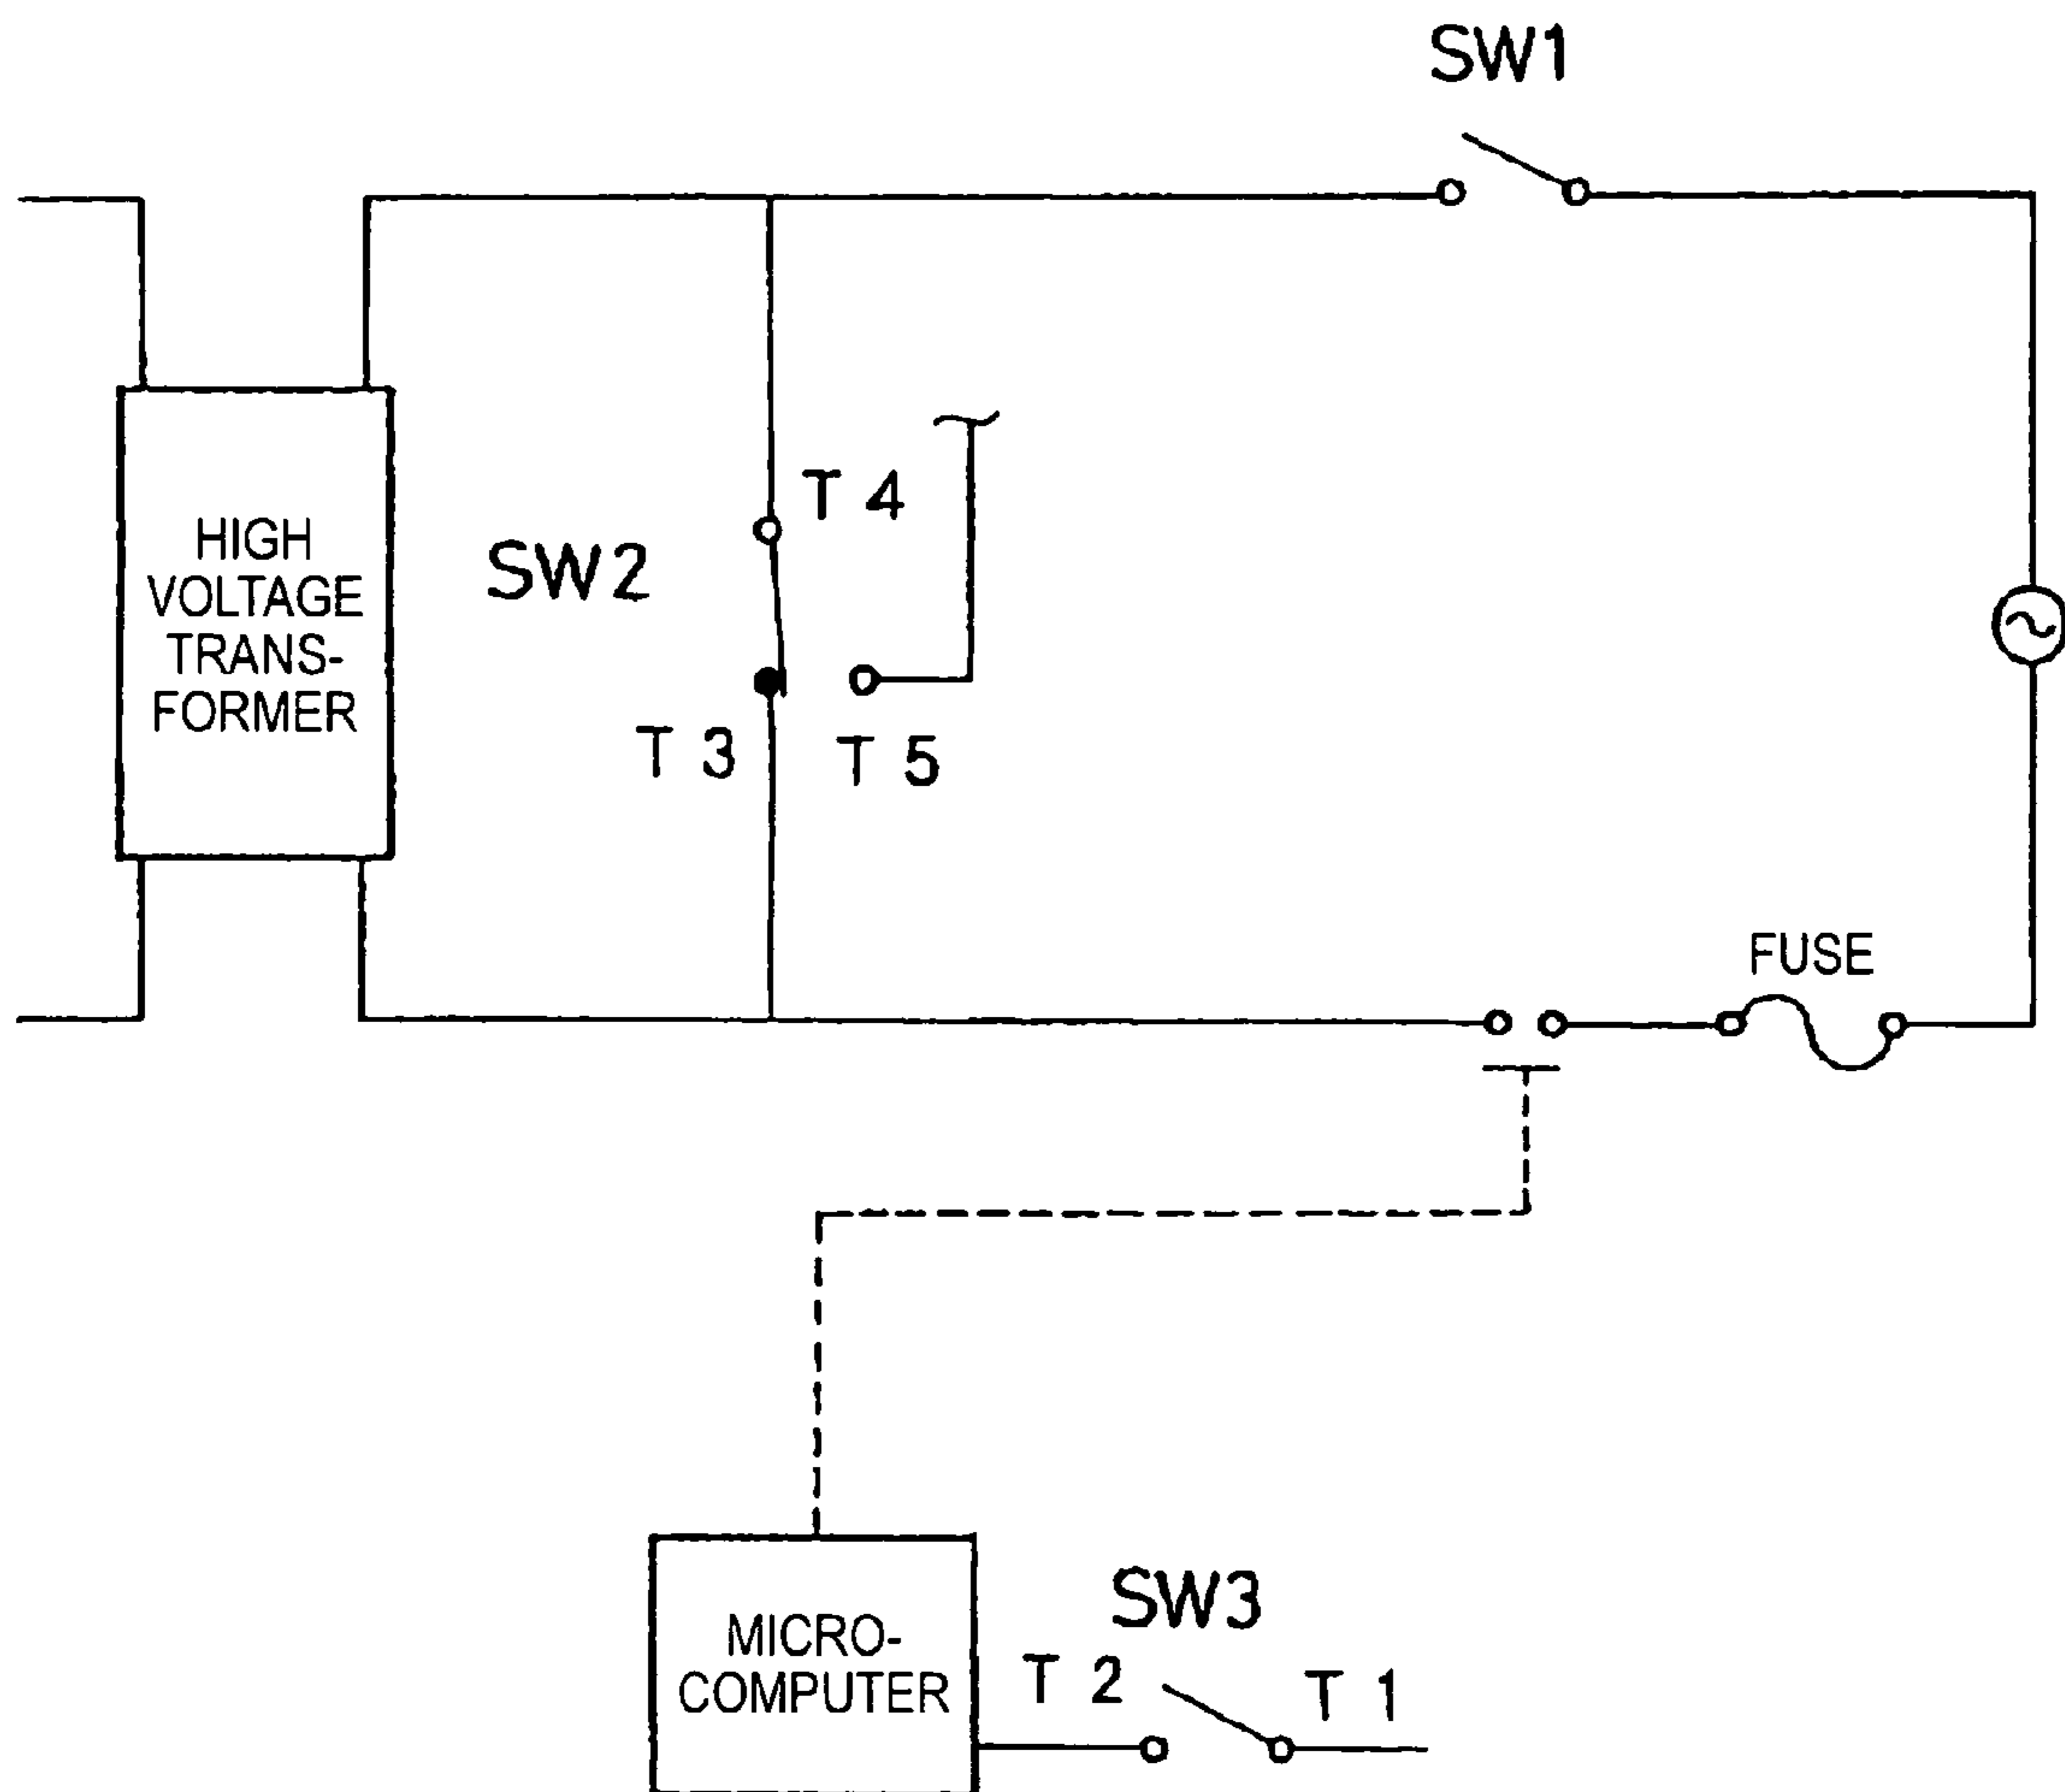 SW1
T 4
HIGH
VOLTAGE
TRANS-
FORMER
SW2
T 3
T 5
FUSE
MICRO-
COMPUTER
SW3
T 2
T 1